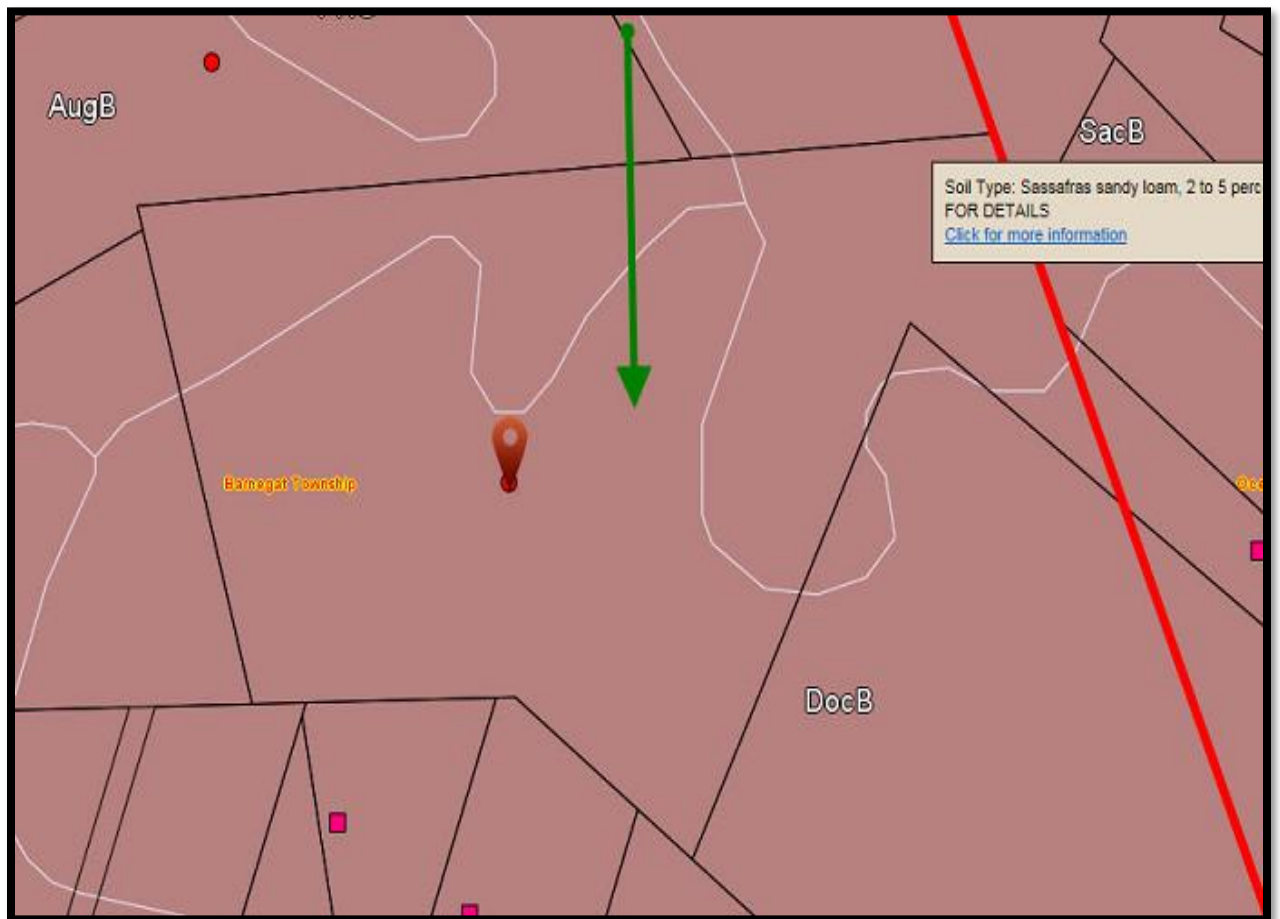 AugB
SacB
Soil Type: Sassafras sandy loam, 2 to 5 perc
FOR DETAILS
Click for more information
Barnegat Township
DocB